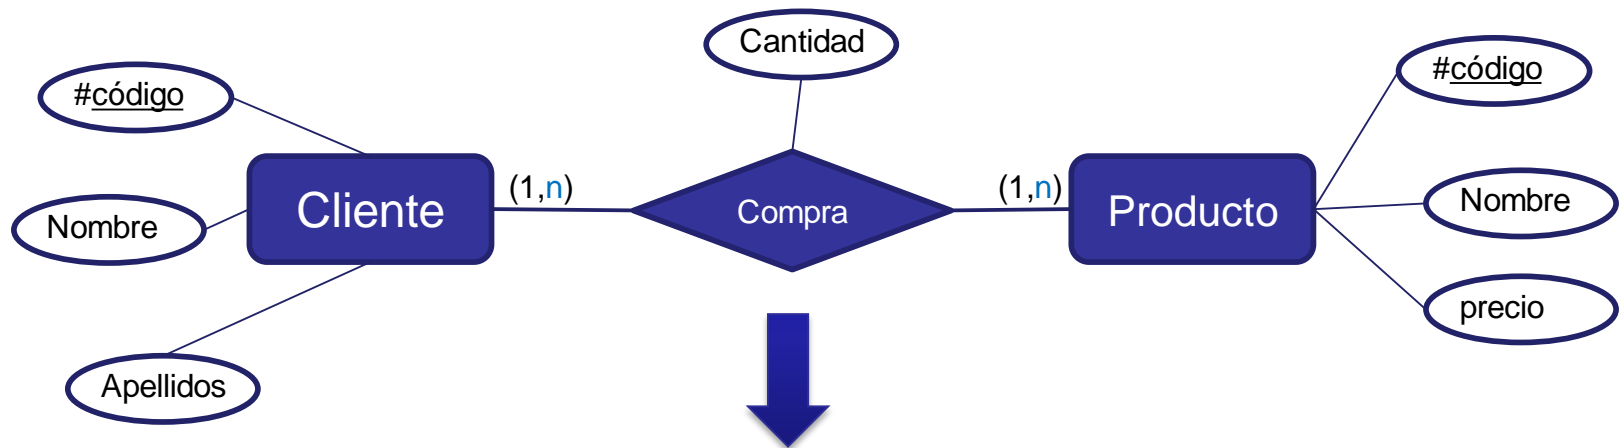 Cantidad
#código
#código
Cliente
(1,n)
Compra
(1,n)
Producto
Nombre
Nombre
Apellidos
precio